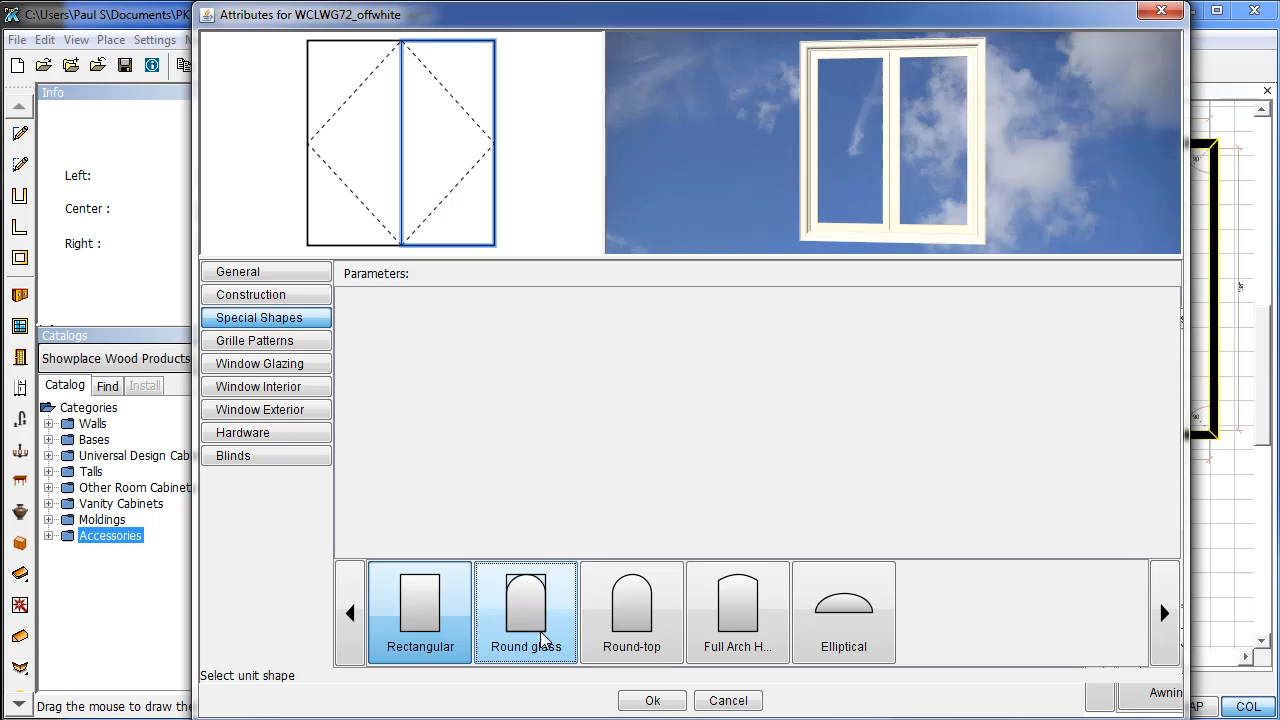 C:\Users\Paul S\Documents\PK
Attributes for WCLWG72_offwhite
File Edit View Place Settings
Info
Left:
Center :
Right :
Catalogs
Showplace Wood Products
Catalog Find Install
Categories
Walls
Bases
Universal Design Cab
Talls
Other Room Cabinet
Vanity Cabinets
Moldings
Accessories
General
Construction
Special Shapes
Grille Patterns
Window Glazing
Window Interior
Window Exterior
Hardware
Blinds
Parameters:
Rectangular
Round glass
Round-top
Full Arch H...
Elliptical
Select unit shape
Ok Cancel
Awnin
Drag the mouse to draw the
AP COL